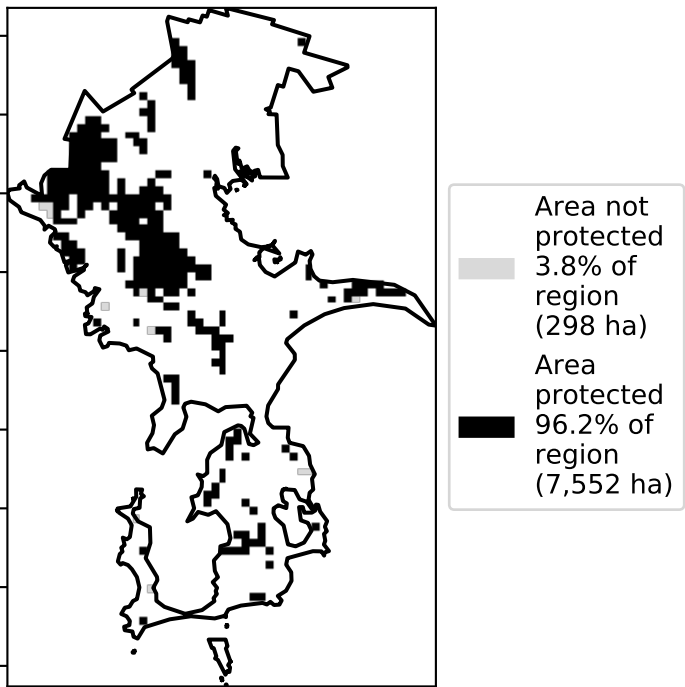 Area not
protected
3.8% of
region
(298 ha)
Area
protected
96.2% of
region
(7,552 ha)